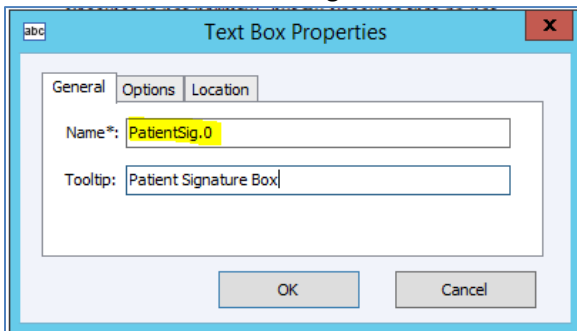 abc Text Box Properties x
General Options Location
Name*: PatientSig.0
Tooltip: Patient Signature Box
OK Cancel